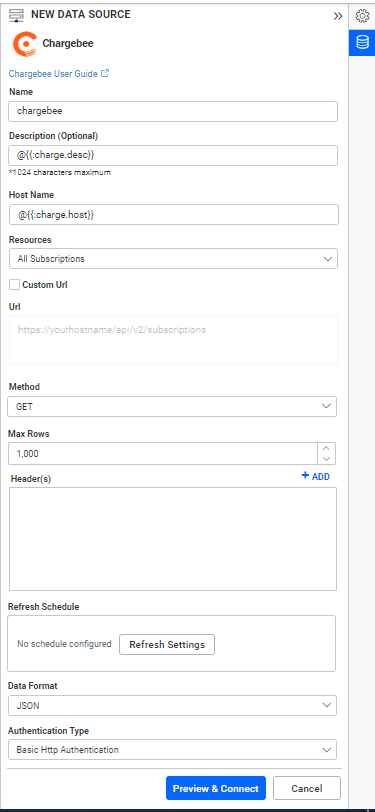 NEW DATA SOURCE
Chargebee
Chargebee User Guide
Name
chargebee
Description (Optional)
@{{:charge.desc}}
*1024 characters maximum
Host Name
@{{:charge.host}}
Resources
All Subscriptions
Custom Url
Url
https://yourhostname/api/v2/subscriptions
Method
GET
Max Rows
1,000
Header(s)
+ ADD
Refresh Schedule
No schedule configured Refresh Settings
Data Format
JSON
Authentication Type
Basic Http Authentication
Preview & Connect Cancel